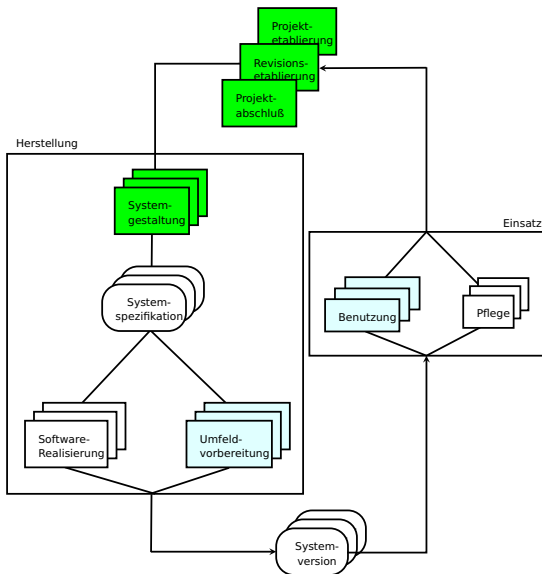 Projekt-
etablierung
Revisions-
etablierung
Projekt-
abschluß
Herstellung
System-
gestaltung
Einsatz
System-
spezifikation
Benutzung
Pflege
Software-
Realisierung
Umfeld-
vorbereitung
System-
version